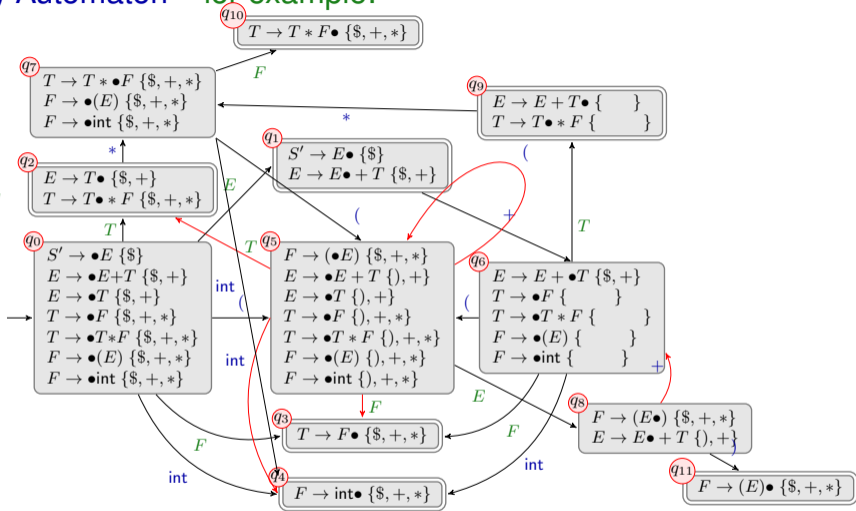 y Automaton – for example:
q10
T → T * F• {$, +, *}
q7
T → T * •F {$, +, *}
F → •(E) {$, +, *}
F → •int {$, +, *}
F
q9
E → E + T• { }
T → T• * F { }
*
q1
S′ → E• {$}
E → E• + T {$, +}
(
*
q2
E → T• {$, +}
T → T• * F {$, +, *}
E
(
+
T
T
T
q0
S′ → •E {$}
E → •E+T {$, +}
E → •T {$, +}
T → •F {$, +, *}
T → •T*F {$, +, *}
F → •(E) {$, +, *}
F → •int {$, +, *}
int
(
int
q5
F → (•E) {$, +, *}
E → •E + T {), +}
E → •T {), +}
T → •F {), +, *}
T → •T * F {), +, *}
F → •(E) {), +, *}
F → •int {), +, *}
(
q6
E → E + •T {$, +}
T → •F { }
T → •T * F { }
F → •(E) { }
F → •int { }
+
E
q8
F → (E•) {$, +, *}
E → E• + T {), +}
)
F
q3
T → F• {$, +, *}
F
F
int
q4
F → int• {$, +, *}
int
q11
F → (E)• {$, +, *}